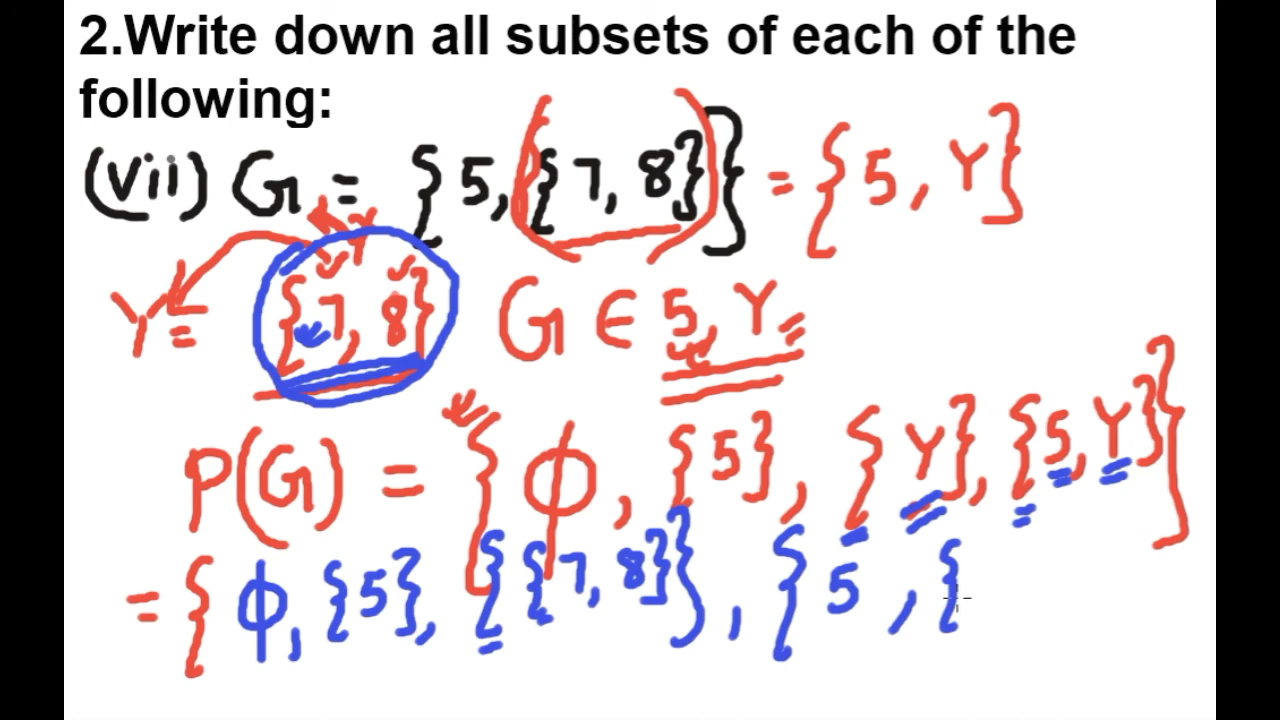 2.Write down all subsets of each of the
following:
(vii) G = {5, {7, 8}} = {5, Y}
Y
Y = {7, 8} G ∈ 5, Y
P(G) = {ϕ, {5}, {Y}, {5, Y}}
= {ϕ, {5}, {{7, 8}}, {5, {